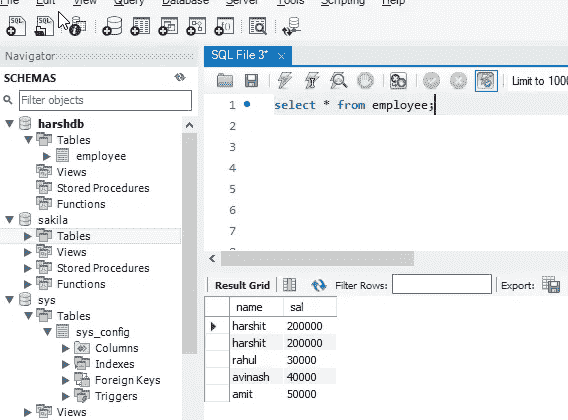 File Edit View Query Database Server Tools Scripting Help
Navigator
SCHEMAS
Filter objects
harshdb
Tables
employee
Views
Stored Procedures
Functions
sakila
Tables
Views
Stored Procedures
Functions
sys
Tables
sys_config
Columns
Indexes
Foreign Keys
Triggers
Views
SQL File 3*
Limit to 1000
1 select * from employee;
2
3
4
5
6
7
Result Grid Filter Rows: Export:
name sal
harshit 200000
harshit 200000
rahul 30000
avinash 40000
amit 50000